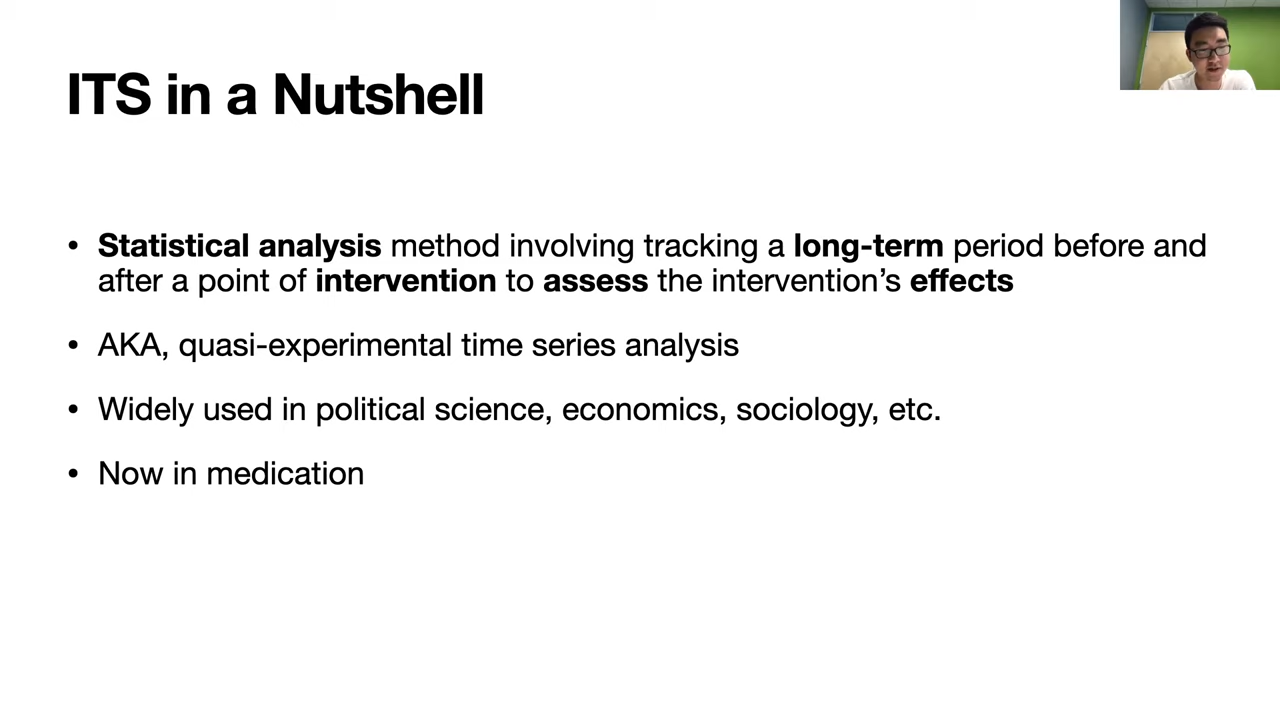 ITS in a Nutshell
• Statistical analysis method involving tracking a long-term period before and
after a point of intervention to assess the intervention’s effects
• AKA, quasi-experimental time series analysis
• Widely used in political science, economics, sociology, etc.
• Now in medication